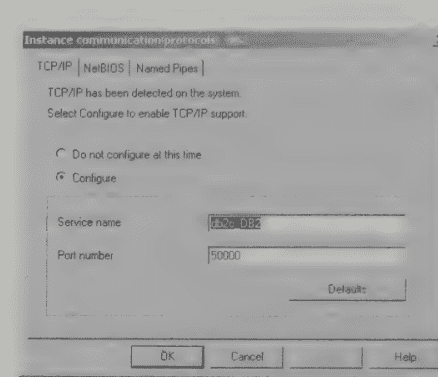 Instance communication protocols
TCP/IP NetBIOS Named Pipes
TCP/IP has been detected on the system.
Select Configure to enable TCP/IP support.
Do not configure at this time
Configure
Service name db2c_DB2
Port number 50000
Default
OK Cancel Help